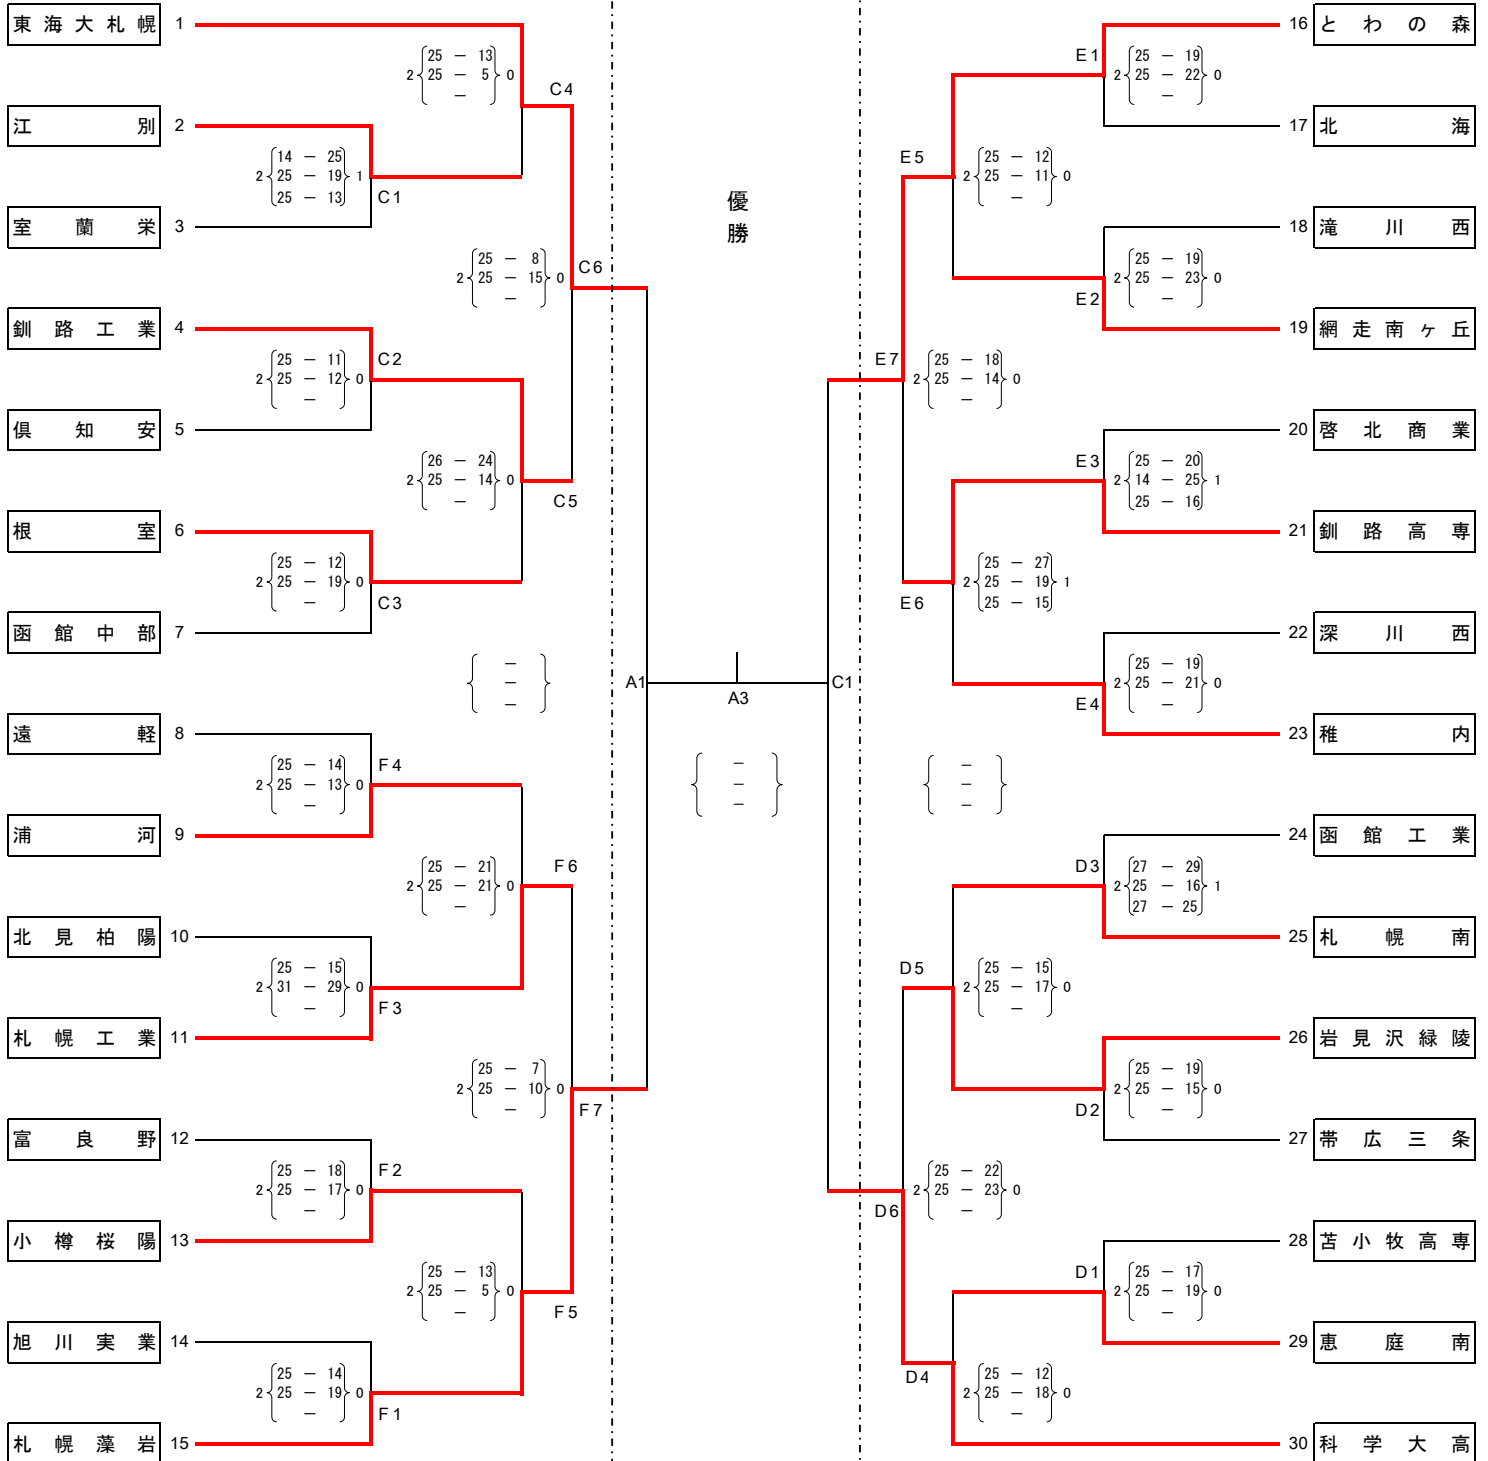 東海大札幌 1
2 25 － 13 0
25 － 5
－
C4
江別 2
2 14 － 25 1
25 － 19
25 － 13
C1
室蘭栄 3
2 25 － 8 0
25 － 15
－
C6
釧路工業 4
2 25 － 11 0
25 － 12
－
C2
倶知安 5
2 26 － 24 0
25 － 14
－
C5
根室 6
2 25 － 12 0
25 － 19
－
C3
函館中部 7
－
－
－
A1
遠軽 8
2 25 － 14 0
25 － 13
－
F4
浦河 9
2 25 － 21 0
25 － 21
－
F6
北見柏陽 10
2 25 － 15 0
31 － 29
－
F3
札幌工業 11
2 25 － 7 0
25 － 10
－
F7
富良野 12
2 25 － 18 0
25 － 17
－
F2
小樽桜陽 13
2 25 － 13 0
25 － 5
－
F5
旭川実業 14
2 25 － 14 0
25 － 19
－
F1
札幌藻岩 15
優勝
A3
－
－
－
16 とわの森
E1
2 25 － 19 0
25 － 22
－
17 北海
E5
2 25 － 12 0
25 － 11
－
18 滝川西
2 25 － 19 0
25 － 23
－
E2
19 網走南ヶ丘
E7
2 25 － 18 0
25 － 14
－
20 啓北商業
E3
2 25 － 20 1
14 － 25
25 － 16
21 釧路高専
E6
2 25 － 27 1
25 － 19
25 － 15
22 深川西
2 25 － 19 0
25 － 21
－
E4
23 稚内
C1
－
－
－
24 函館工業
D3
2 27 － 29 1
25 － 16
27 － 25
25 札幌南
D5
2 25 － 15 0
25 － 17
－
26 岩見沢緑陵
2 25 － 19 0
25 － 15
－
D2
27 帯広三条
2 25 － 22 0
25 － 23
－
D6
28 苫小牧高専
D1
2 25 － 17 0
25 － 19
－
29 恵庭南
D4
2 25 － 12 0
25 － 18
－
30 科学大高